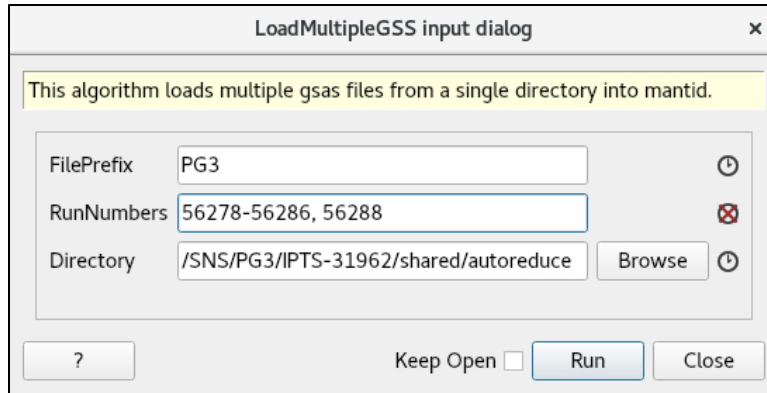 LoadMultipleGSS input dialog ×
This algorithm loads multiple gsas files from a single directory into mantid.
FilePrefix PG3
RunNumbers 56278-56286, 56288
Directory /SNS/PG3/IPTS-31962/shared/autoreduce Browse
? Keep Open Run Close